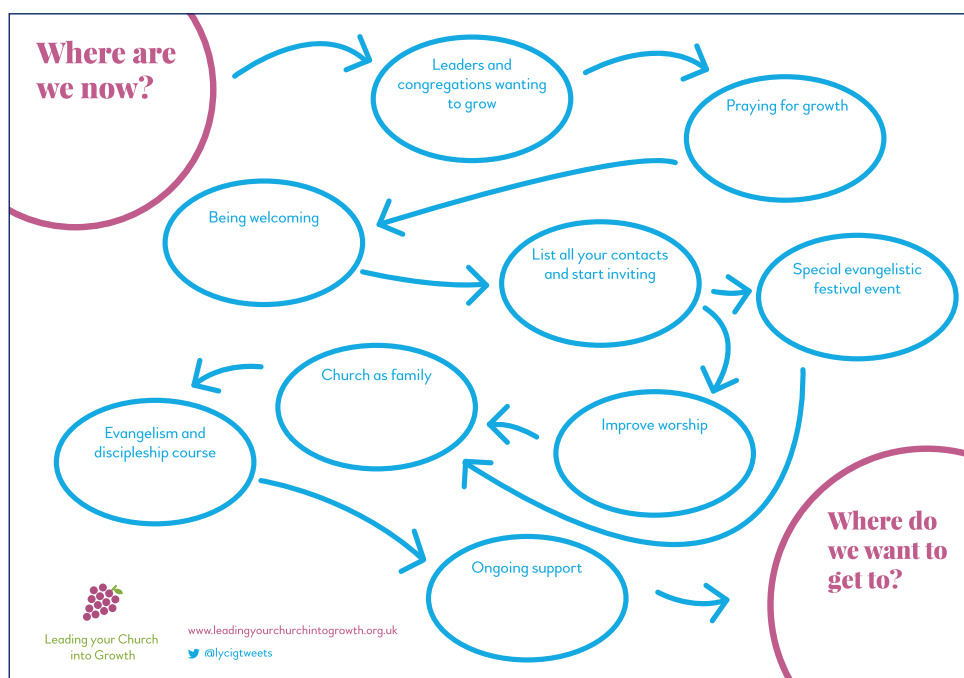 Where are
we now?
Leaders and
congregations wanting
to grow
Praying for growth
Being welcoming
List all your contacts
and start inviting
Special evangelistic
festival event
Improve worship
Church as family
Evangelism and
discipleship course
Ongoing support
Where do
we want to
get to?
Leading your Church
into Growth
www.leadingyourchurchintogrowth.org.uk
@lycigtweets